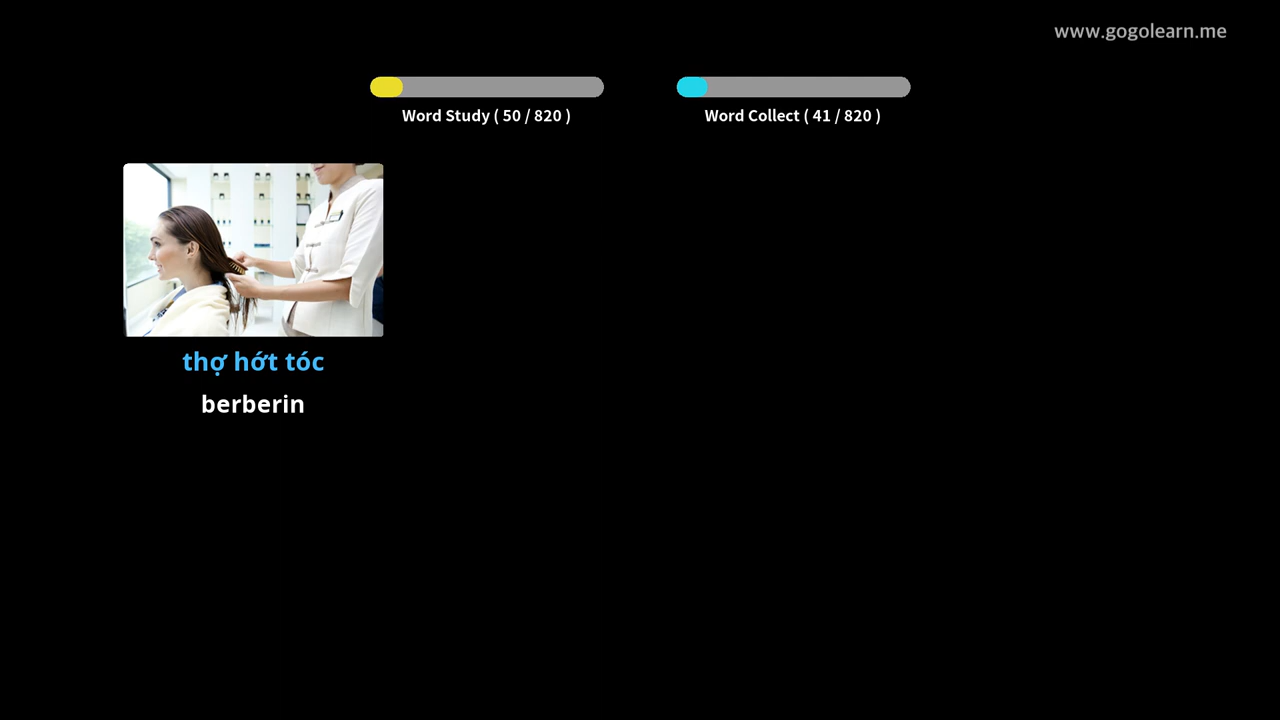 www.gogolearn.me
Word Study ( 50 / 820 )
Word Collect ( 41 / 820 )
thợ hớt tóc
berberin